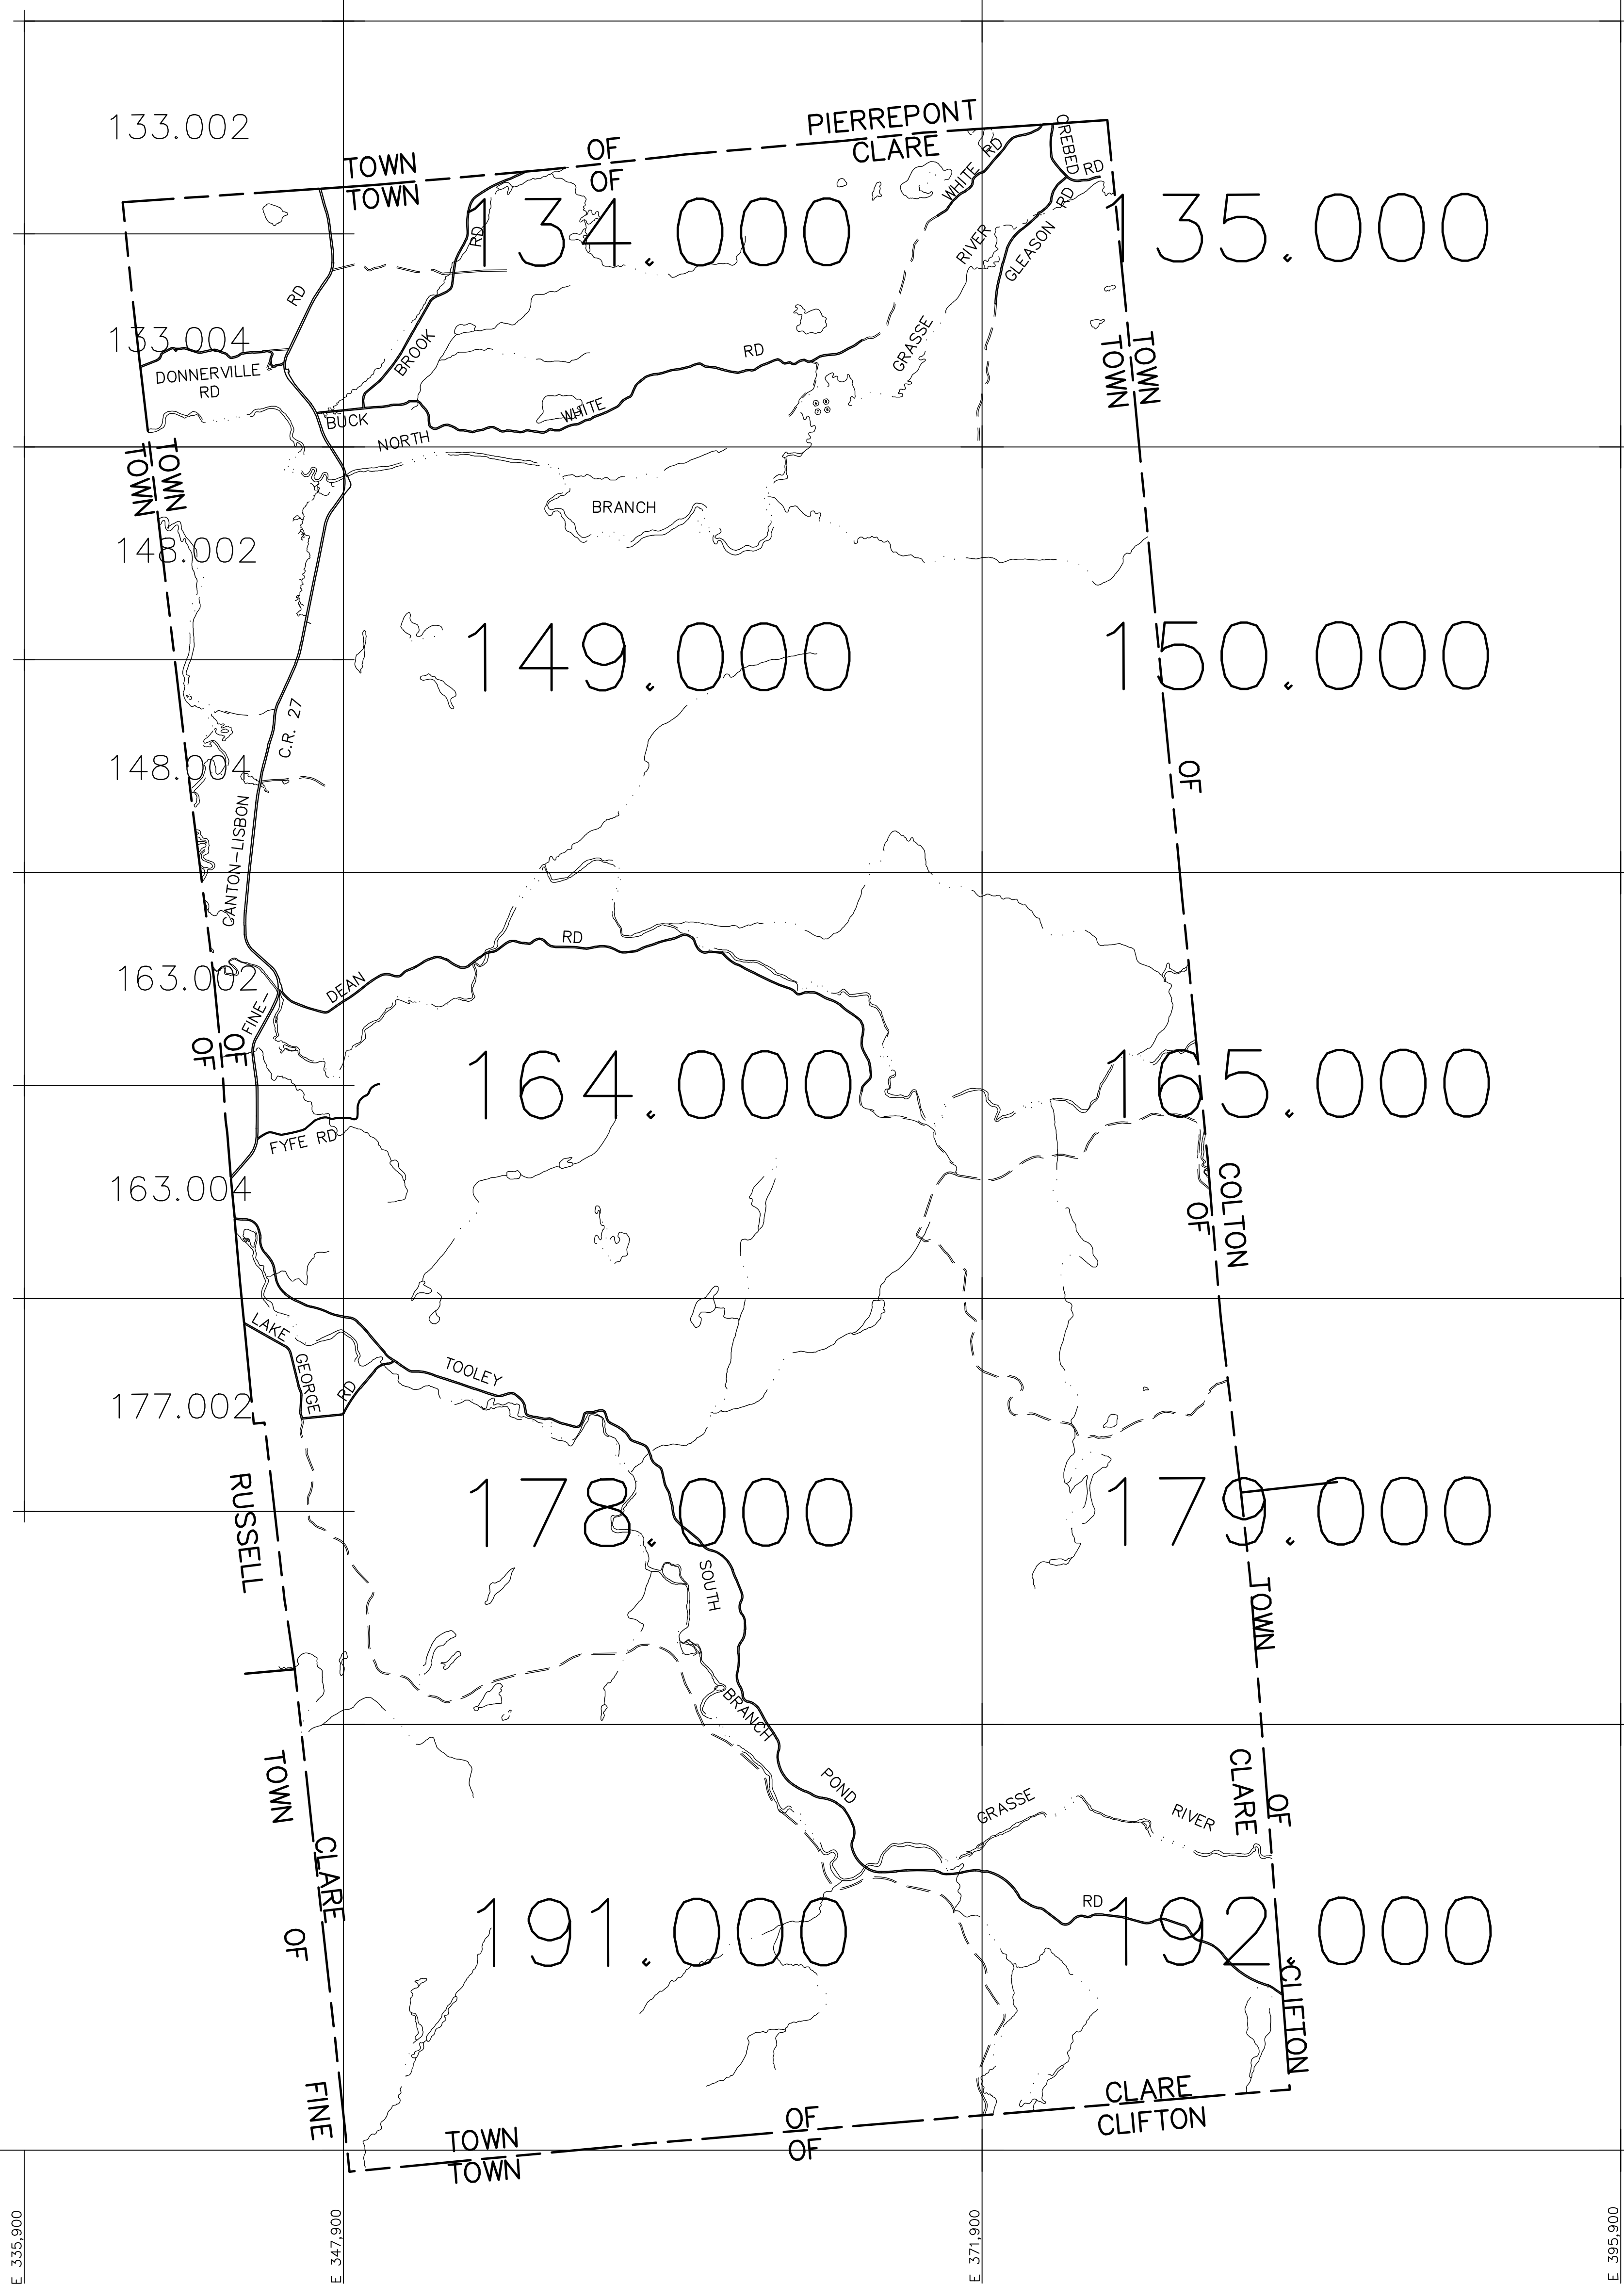 133.002
TOWN OF PIERREPONT
TOWN OF CLARE
134.000
135.000
WHITE RD
OREBED RD
GLEASON RD
GRASSE RIVER
RD
BROOK RD
133.004
DONNERVILLE
RD
BUCK
WHITE RD
NORTH BRANCH
TOWN
TOWN
TOWN
TOWN
148.002
149.000
150.000
C.R. 27
OF
148.004
CANTON-LISBON
FINE-
DEAN RD
163.002
OF
OF
164.000
165.000
FYFE RD
163.004
COLTON
OF
LAKE GEORGE RD
TOOLEY
177.002
178.000
179.000
RUSSELL
SOUTH
BRANCH
TOWN
POND
GRASSE RIVER
CLARE
OF
TOWN
CLARE
RD
191.000
192.000
OF
CLIFTON
FINE
TOWN OF CLARE
TOWN OF CLIFTON
E 335,900
E 347,900
E 371,900
E 395,900